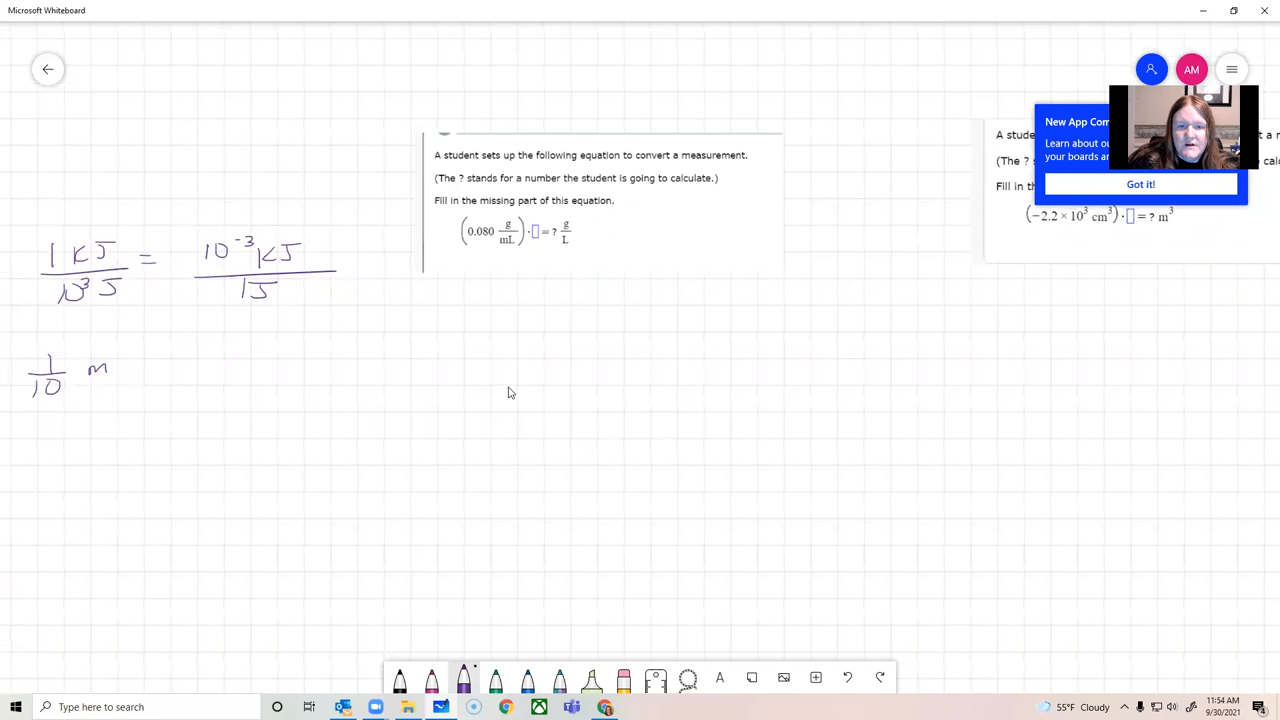 Microsoft Whiteboard
AM
New App Com
Learn about ou
your boards an
Got it!
A student sets up the following equation to convert a measurement.
(The ? stands for a number the student is going to calculate.)
Fill in the missing part of this equation.
(0.080 g/mL) · □ = ? g/L
A stude
(The ?
Fill in th
(−2.2 × 10³ cm³) · □ = ? m³
1 kJ / 10³ J = 10⁻³ kJ / 1J
1/10 m
Type here to search
55°F Cloudy
11:54 AM
9/30/2021